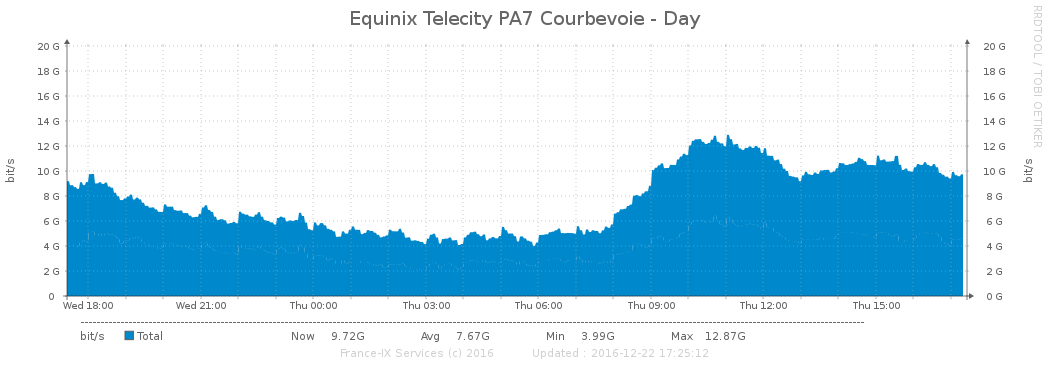 Equinix Telecity PA7 Courbevoie - Day
RRDTOOL / TOBI OETIKER
bit/s
20 G 20 G
18 G 18 G
16 G 16 G
14 G 14 G
12 G 12 G
10 G 10 G
8 G 8 G
6 G 6 G
4 G 4 G
2 G 2 G
0 0 G
bit/s
Wed 18:00 Wed 21:00 Thu 00:00 Thu 03:00 Thu 06:00 Thu 09:00 Thu 12:00 Thu 15:00
bit/s Total Now 9.72G Avg 7.67G Min 3.99G Max 12.87G
France-IX Services (c) 2016 Updated : 2016-12-22 17:25:12